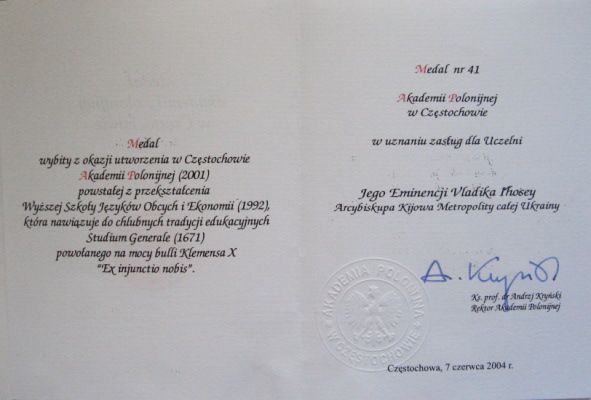 Medal
wybity z okazji utworzenia w Częstochowie
Akademii Polonijnej (2001)
powstałej z przekształcenia
Wyższej Szkoły Języków Obcych i Ekonomii (1992),
która nawiązuje do chlubnych tradycji edukacyjnych
Studium Generale (1671)
powołanego na mocy bulli Klemensa X
"Ex injunctio nobis".
Medal nr 41
Akademii Polonijnej
w Częstochowie
w uznaniu zasług dla Uczelni
Jego Eminencji Vladika
Arcybiskupa Kijowa Metropolity całej Ukrainy
Ks. prof. dr Andrzej Kryński
Rektor Akademii Polonijnej
AKADEMIA POLONIJNA
W CZĘSTOCHOWIE
Częstochowa, 7 czerwca 2004 r.